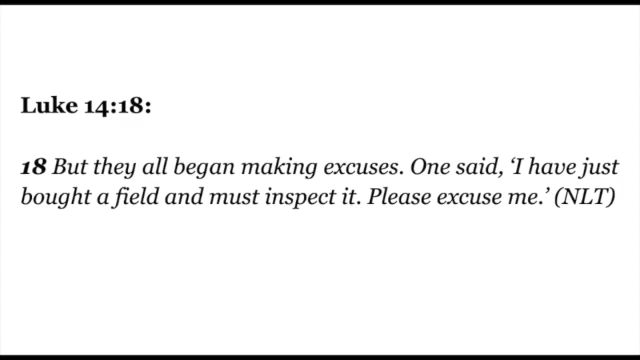 Luke 14:18:
18 But they all began making excuses. One said, ‘I have just
bought a field and must inspect it. Please excuse me.’ (NLT)